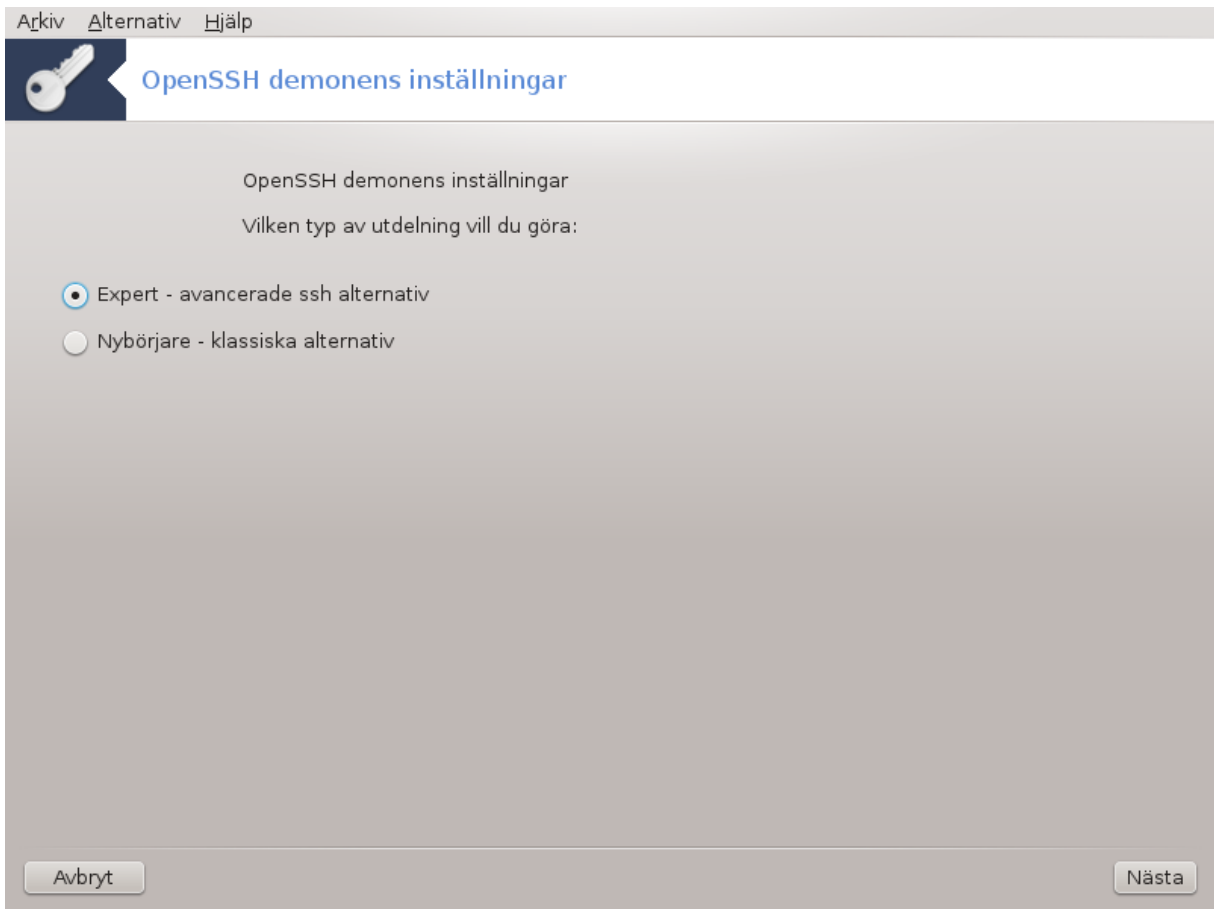 Arkiv Alternativ Hjälp
OpenSSH demonens inställningar
OpenSSH demonens inställningar
Vilken typ av utdelning vill du göra:
Expert - avancerade ssh alternativ
Nybörjare - klassiska alternativ
Avbryt Nästa